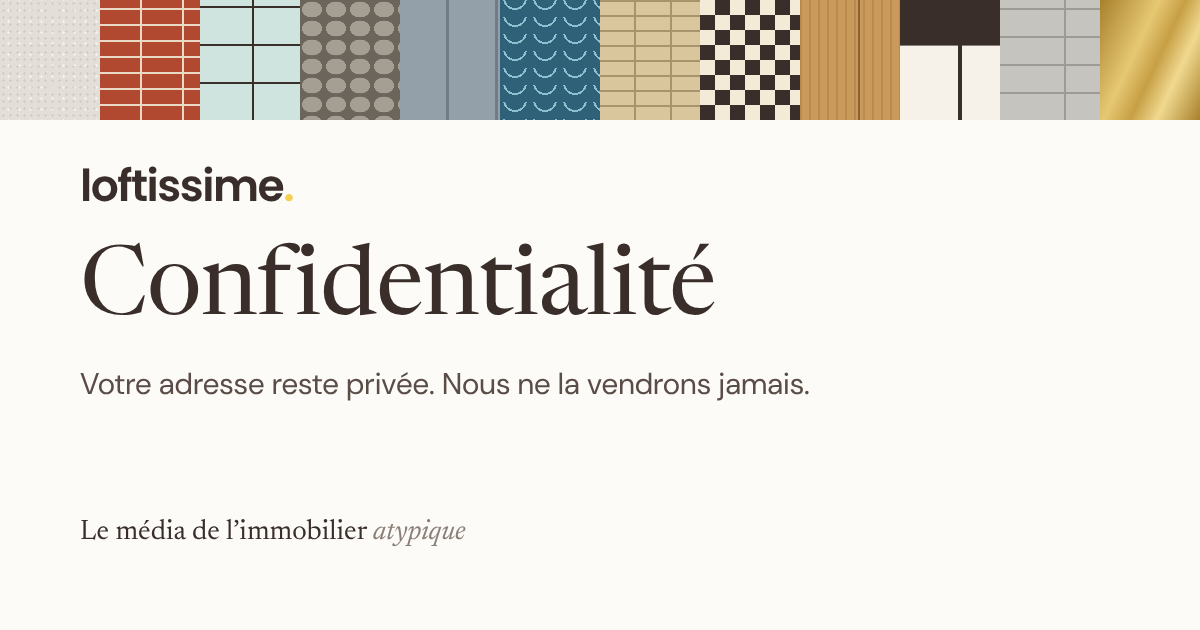 loftissime.
Confidentialité
Votre adresse reste privée. Nous ne la vendrons jamais.
Le média de l’immobilier atypique